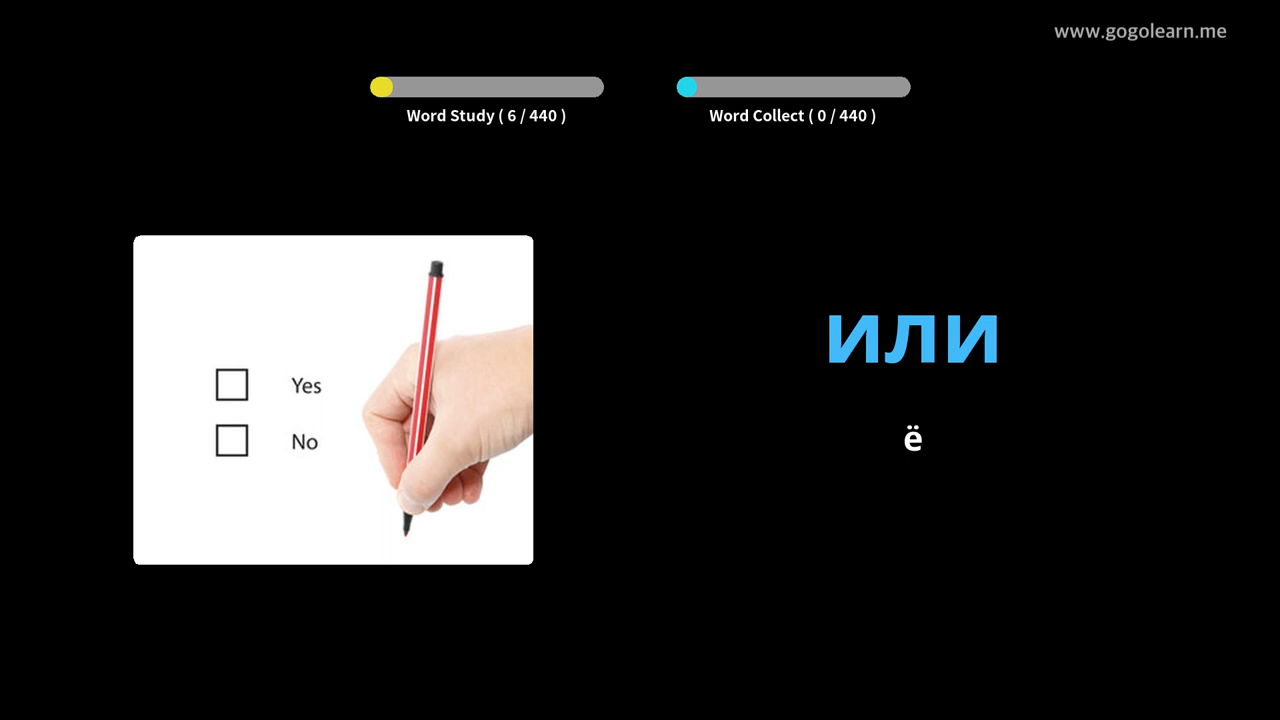 www.gogolearn.me
Word Study ( 6 / 440 )
Word Collect ( 0 / 440 )
Yes
No
или
ё